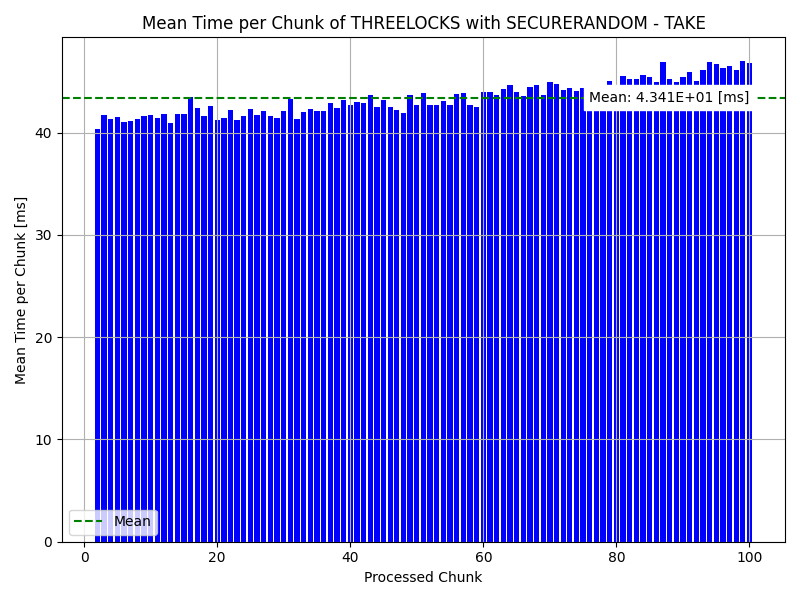 Mean Time per Chunk of THREELOCKS with SECURERANDOM - TAKE
Mean Time per Chunk [ms]
40
30
20
10
0
Mean: 4.341E+01 [ms]
Mean
0
20
40
60
80
100
Processed Chunk